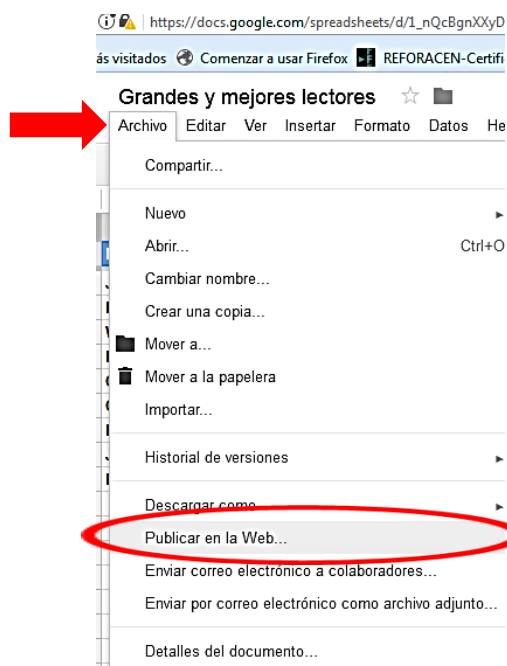 https://docs.google.com/spreadsheets/d/1_nQcBgnXXyD
ás visitados Comenzar a usar Firefox REFORACEN-Certifi
Grandes y mejores lectores
Archivo Editar Ver Insertar Formato Datos He
Compartir...
Nuevo
Abrir... Ctrl+O
Cambiar nombre...
Crear una copia...
Mover a...
Mover a la papelera
Importar...
Historial de versiones
Descargar como
Publicar en la Web...
Enviar correo electrónico a colaboradores...
Enviar por correo electrónico como archivo adjunto...
Detalles del documento...